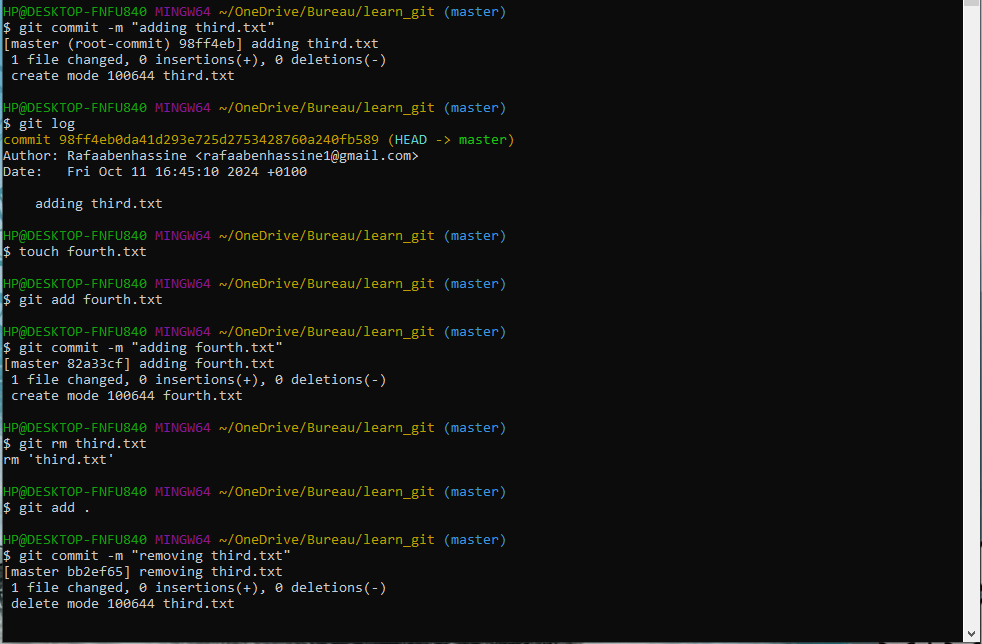 HP@DESKTOP-FNFU840 MINGW64 ~/OneDrive/Bureau/learn_git (master)
$ git commit -m "adding third.txt"
[master (root-commit) 98ff4eb] adding third.txt
 1 file changed, 0 insertions(+), 0 deletions(-)
 create mode 100644 third.txt

HP@DESKTOP-FNFU840 MINGW64 ~/OneDrive/Bureau/learn_git (master)
$ git log
commit 98ff4eb0da41d293e725d2753428760a240fb589 (HEAD -> master)
Author: Rafaabenhassine <rafaabenhassine1@gmail.com>
Date:   Fri Oct 11 16:45:10 2024 +0100

    adding third.txt

HP@DESKTOP-FNFU840 MINGW64 ~/OneDrive/Bureau/learn_git (master)
$ touch fourth.txt

HP@DESKTOP-FNFU840 MINGW64 ~/OneDrive/Bureau/learn_git (master)
$ git add fourth.txt

HP@DESKTOP-FNFU840 MINGW64 ~/OneDrive/Bureau/learn_git (master)
$ git commit -m "adding fourth.txt"
[master 82a33cf] adding fourth.txt
 1 file changed, 0 insertions(+), 0 deletions(-)
 create mode 100644 fourth.txt

HP@DESKTOP-FNFU840 MINGW64 ~/OneDrive/Bureau/learn_git (master)
$ git rm third.txt
rm 'third.txt'

HP@DESKTOP-FNFU840 MINGW64 ~/OneDrive/Bureau/learn_git (master)
$ git add .

HP@DESKTOP-FNFU840 MINGW64 ~/OneDrive/Bureau/learn_git (master)
$ git commit -m "removing third.txt"
[master bb2ef65] removing third.txt
 1 file changed, 0 insertions(+), 0 deletions(-)
 delete mode 100644 third.txt